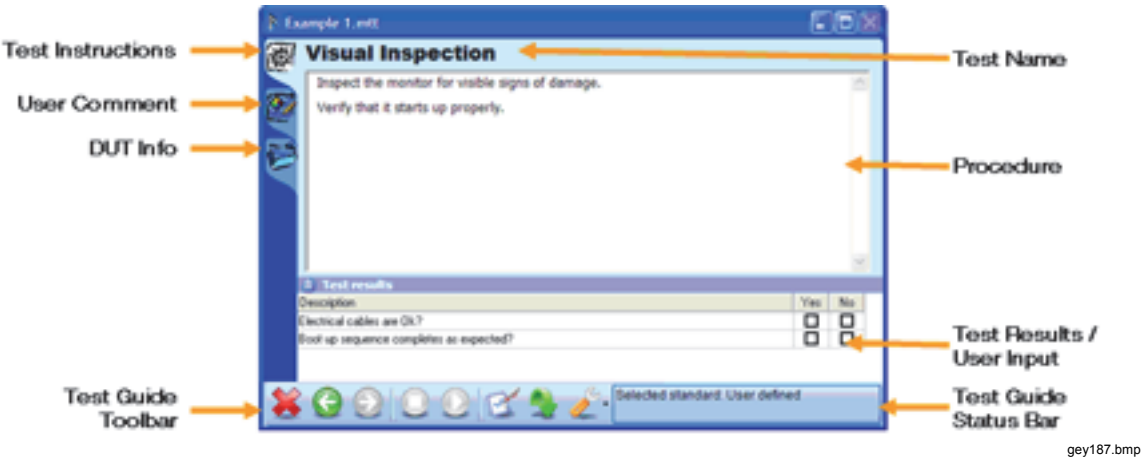 Example 1.mtt
Test Instructions
Visual Inspection
Test Name
Inspect the monitor for visible signs of damage.
User Comment
Verify that it starts up properly.
DUT Info
Procedure
Test results
Description Yes No
Electrical cables are Ok?
Boot up sequence completes as expected?
Test Results /
User Input
Test Guide
Toolbar
Selected standard: User defined
Test Guide
Status Bar
gey187.bmp